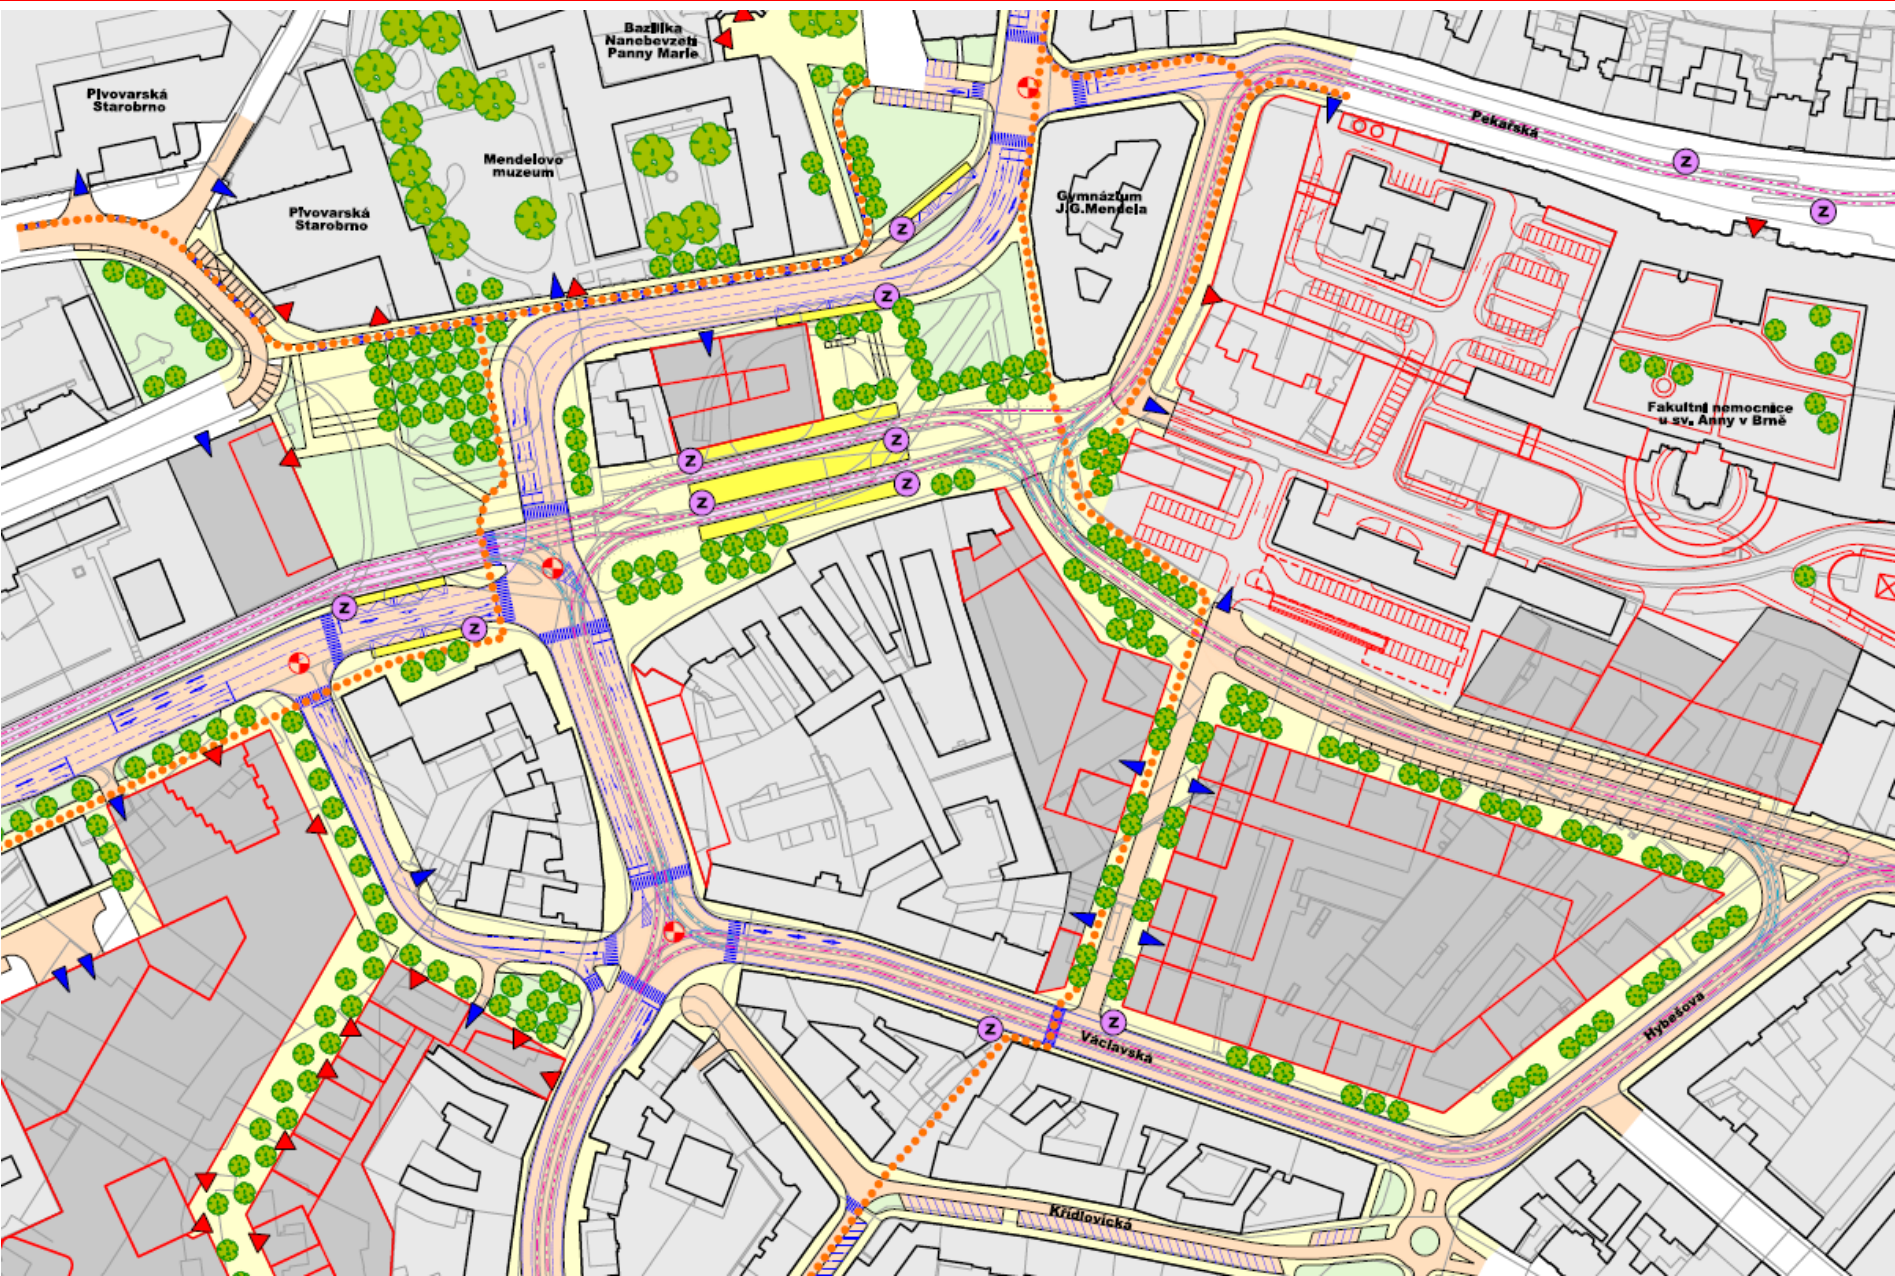 Bazilika
Nanebevzetí
Panny Marie
Pivovarská
Starobrno
Mendelovo
muzeum
Pivovarská
Starobrno
Gymnázium
J.G.Mendela
Pekařská
Z
Z
Z
Z
Fakultní nemocnice
u sv. Anny v Brně
Z
Z
Z
Z
Z
Z
Z
Z
Václavská
Hybešova
Křídlovická